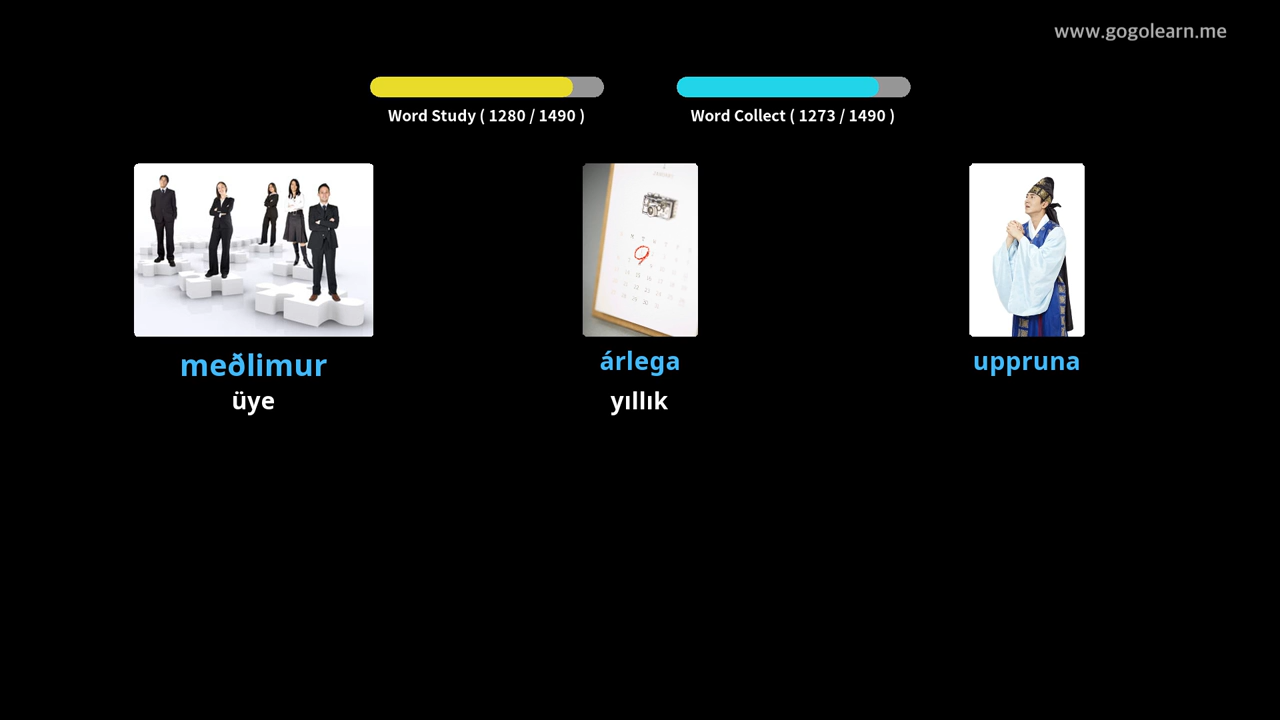 www.gogolearn.me
Word Study ( 1280 / 1490 )
Word Collect ( 1273 / 1490 )
meðlimur
árlega
uppruna
üye
yıllık